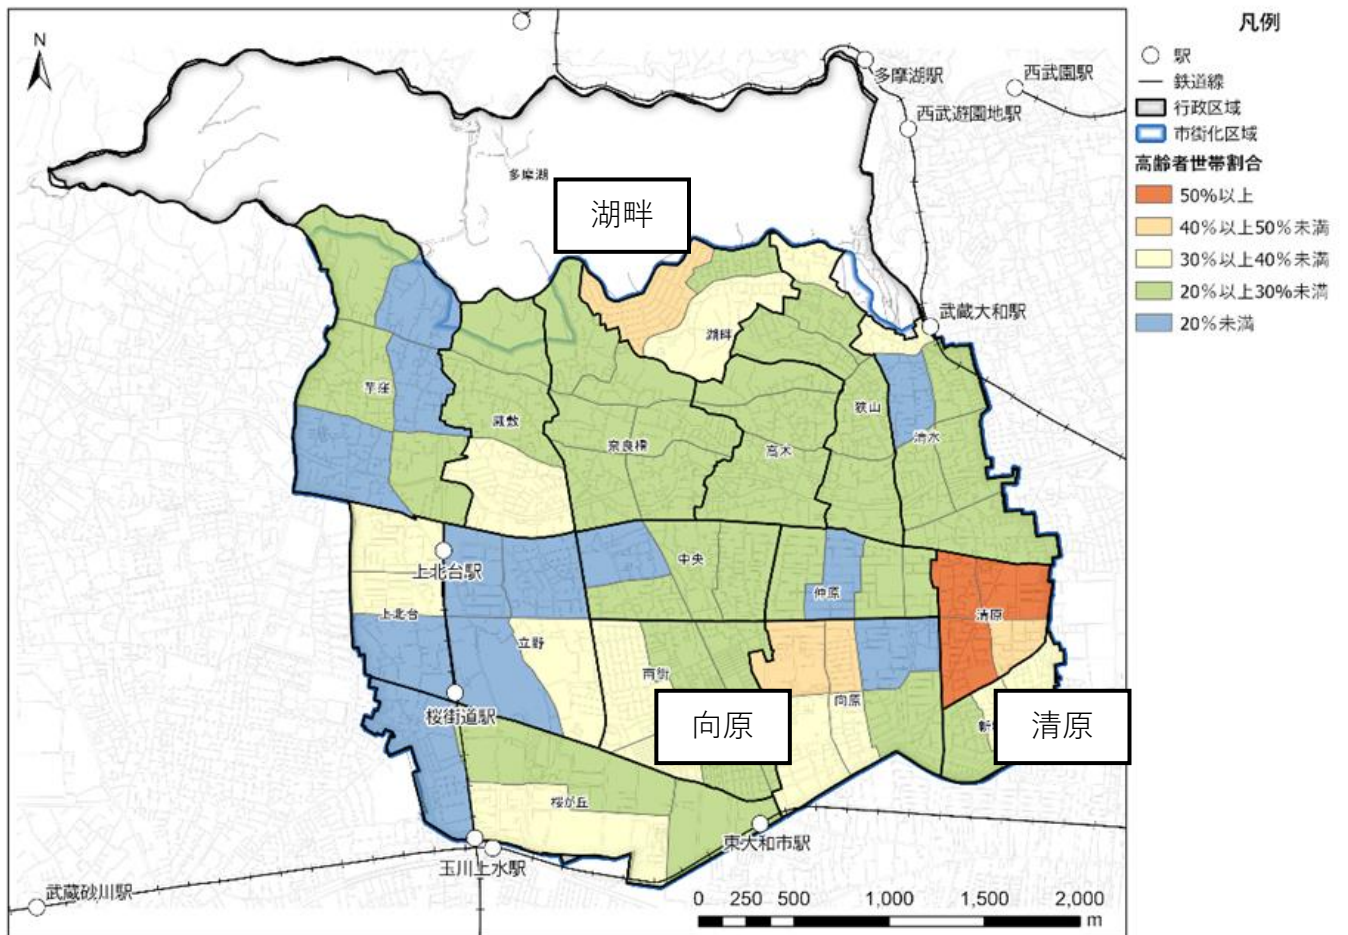 N
多摩湖駅
西武園駅
西武遊園地駅
多摩湖
湖畔
武蔵大和駅
湖畔
芋窪
蔵敷
奈良橋
高木
狭山
清水
上北台駅
中央
仲原
清原
上北台
立野
南街
向原
桜街道駅
向原
清原
新
桜が丘
東大和市駅
玉川上水駅
武蔵砂川駅
0 250 500 1,000 1,500 2,000
m
凡例
駅
鉄道線
行政区域
市街化区域
高齢者世帯割合
50%以上
40%以上50%未満
30%以上40%未満
20%以上30%未満
20%未満